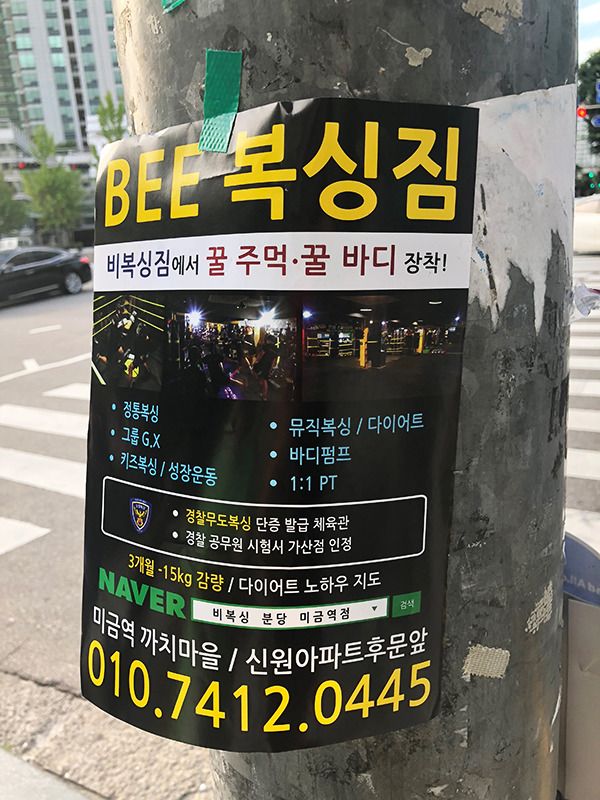 BEE 복싱짐
비복싱짐에서 꿀 주먹·꿀 바디 장착!
• 정통복싱
• 그룹 G.X
• 키즈복싱 / 성장운동
• 뮤직복싱 / 다이어트
• 바디펌프
• 1:1 PT
• 경찰무도복싱 단증 발급 체육관
• 경찰 공무원 시험서 가산점 인정
3개월 -15kg 감량 / 다이어트 노하우 지도
NAVER 비복싱 분당 미금역점 ▼ 검색
미금역 까치마을 / 신원아파트후문앞
010.7412.0445